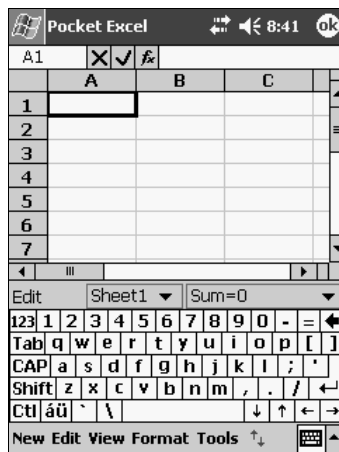 Pocket Excel 8:41 ok
A1 fx
A B C
1
2
3
4
5
6
7
Edit Sheet1 Sum=0
123 1 2 3 4 5 6 7 8 9 0 - =
Tab q w e r t y u i o p [ ]
CAP a s d f g h j k l ; '
Shift z x c v b n m , . /
Ctl áü ` \
New Edit View Format Tools